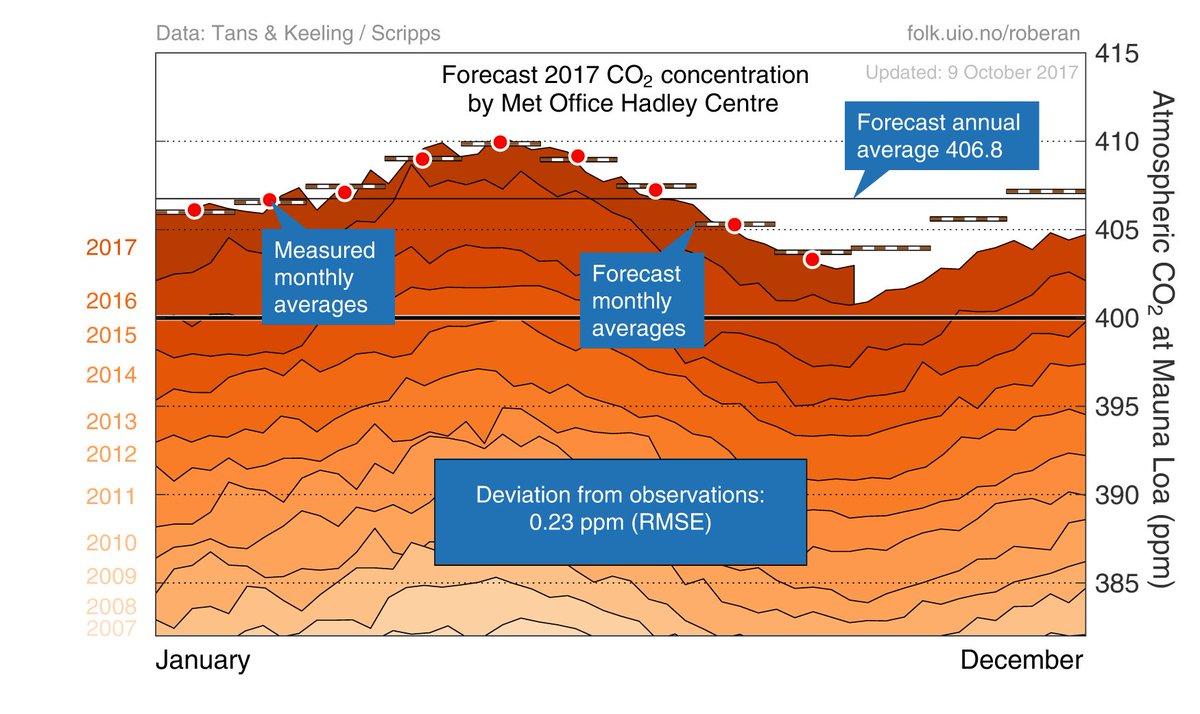 Data: Tans & Keeling / Scripps
folk.uio.no/roberan
Forecast 2017 CO₂ concentration
by Met Office Hadley Centre
Updated: 9 October 2017
Forecast annual
average 406.8
Measured
monthly
averages
Forecast
monthly
averages
Deviation from observations:
0.23 ppm (RMSE)
2017
2016
2015
2014
2013
2012
2011
2010
2009
2008
2007
415
410
405
400
395
390
385
Atmospheric CO₂ at Mauna Loa (ppm)
January
December